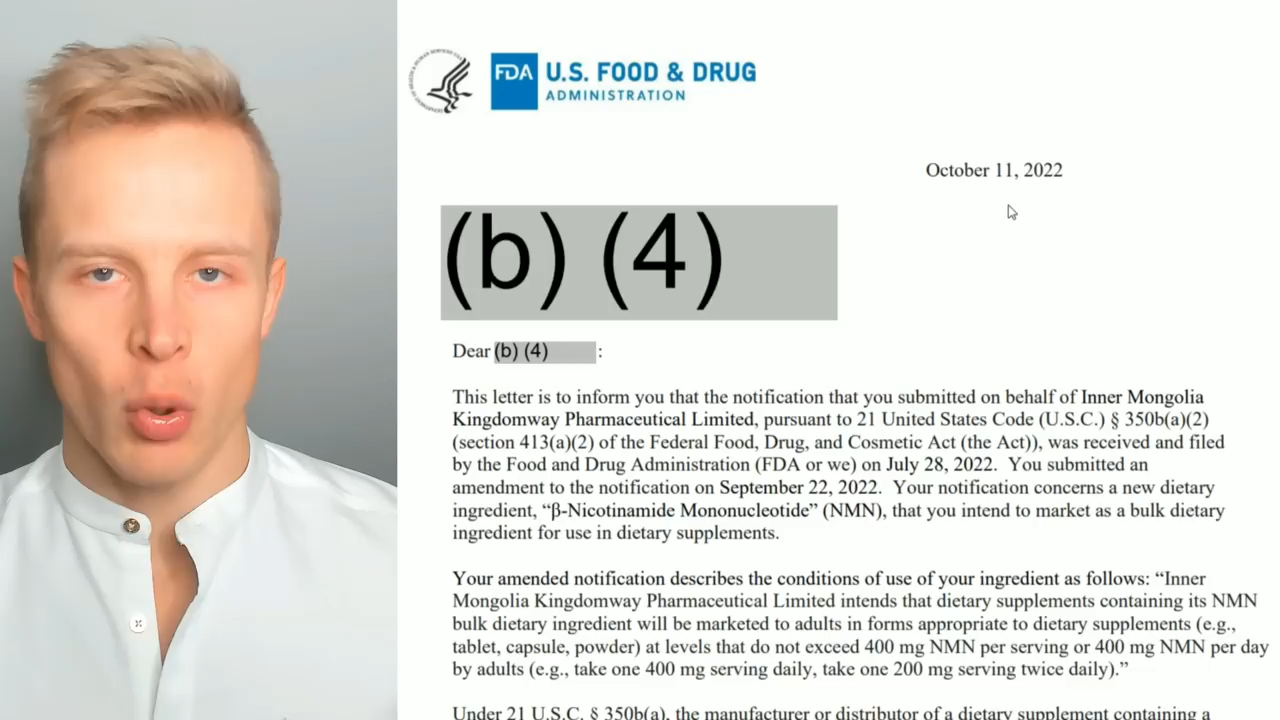 FDA U.S. FOOD & DRUG
ADMINISTRATION
October 11, 2022
(b) (4)
Dear (b) (4) :
This letter is to inform you that the notification that you submitted on behalf of Inner Mongolia
Kingdomway Pharmaceutical Limited, pursuant to 21 United States Code (U.S.C.) § 350b(a)(2)
(section 413(a)(2) of the Federal Food, Drug, and Cosmetic Act (the Act)), was received and filed
by the Food and Drug Administration (FDA or we) on July 28, 2022. You submitted an
amendment to the notification on September 22, 2022. Your notification concerns a new dietary
ingredient, “β-Nicotinamide Mononucleotide” (NMN), that you intend to market as a bulk dietary
ingredient for use in dietary supplements.
Your amended notification describes the conditions of use of your ingredient as follows: “Inner
Mongolia Kingdomway Pharmaceutical Limited intends that dietary supplements containing its NMN
bulk dietary ingredient will be marketed to adults in forms appropriate to dietary supplements (e.g.,
tablet, capsule, powder) at levels that do not exceed 400 mg NMN per serving or 400 mg NMN per day
by adults (e.g., take one 400 mg serving daily, take one 200 mg serving twice daily).”
Under 21 U.S.C. § 350b(a), the manufacturer or distributor of a dietary supplement containing a